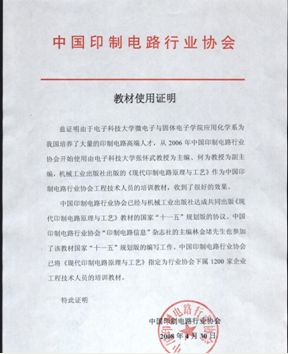 中国印制电路行业协会
教材使用证明
兹证明由于电子科技大学微电子与固体电子学院应用化学系为
我国培养了大量的印制电路高端人才，从 2006 年中国印制电路行业协
会开始使用由电子科技大学张怀武教授为主编、何为教授为副主
编，机械工业出版社出版的《现代印制电路原理与工艺》作为中国印制
电路行业协会工程技术人员的培训教材，收到了很好的效果。
中国印制电路行业协会已经与机械工业出版社达成共同出版《现
代印制电路原理与工艺》教材的国家“十一五”规划版的协议。中国
印制电路行业协会“印制电路信息”杂志社的主编林金堵先生也参加
了该教材国家“十一五”规划版的编写工作。中国印制电路行业协会
已将《现代印制电路原理与工艺》指定为行业协会下属 1200 家企业
工程技术人员的培训教材。
特此证明
中国印制电路行业协会
2008 年 4 月 30 日